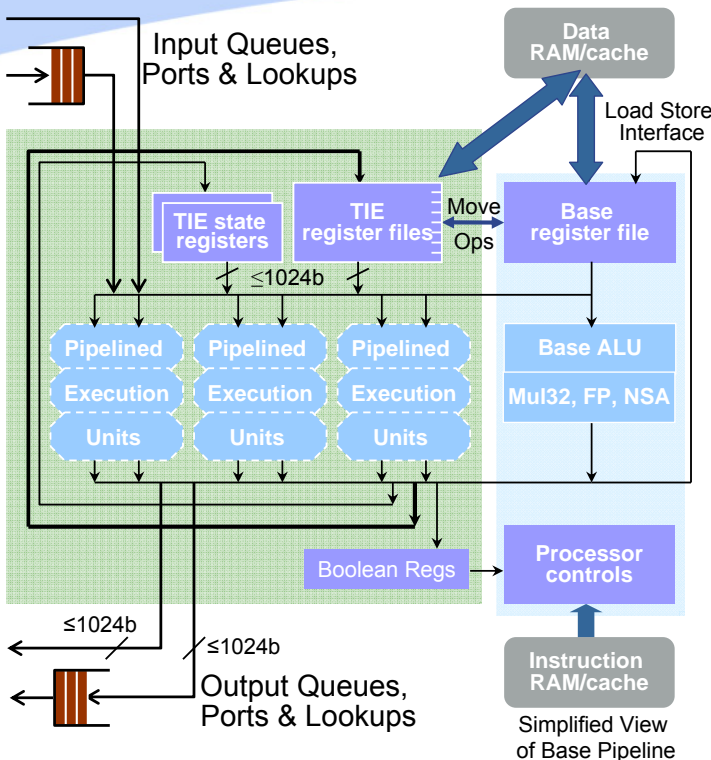 Input Queues,
Ports & Lookups
Data
RAM/cache
Load Store
Interface
TIE state
registers
TIE
register files
Move
Ops
Base
register file
≤1024b
Pipelined
Execution
Units
Pipelined
Execution
Units
Pipelined
Execution
Units
Base ALU
Mul32, FP, NSA
Boolean Regs
Processor
controls
≤1024b
≤1024b
Output Queues,
Ports & Lookups
Instruction
RAM/cache
Simplified View
of Base Pipeline